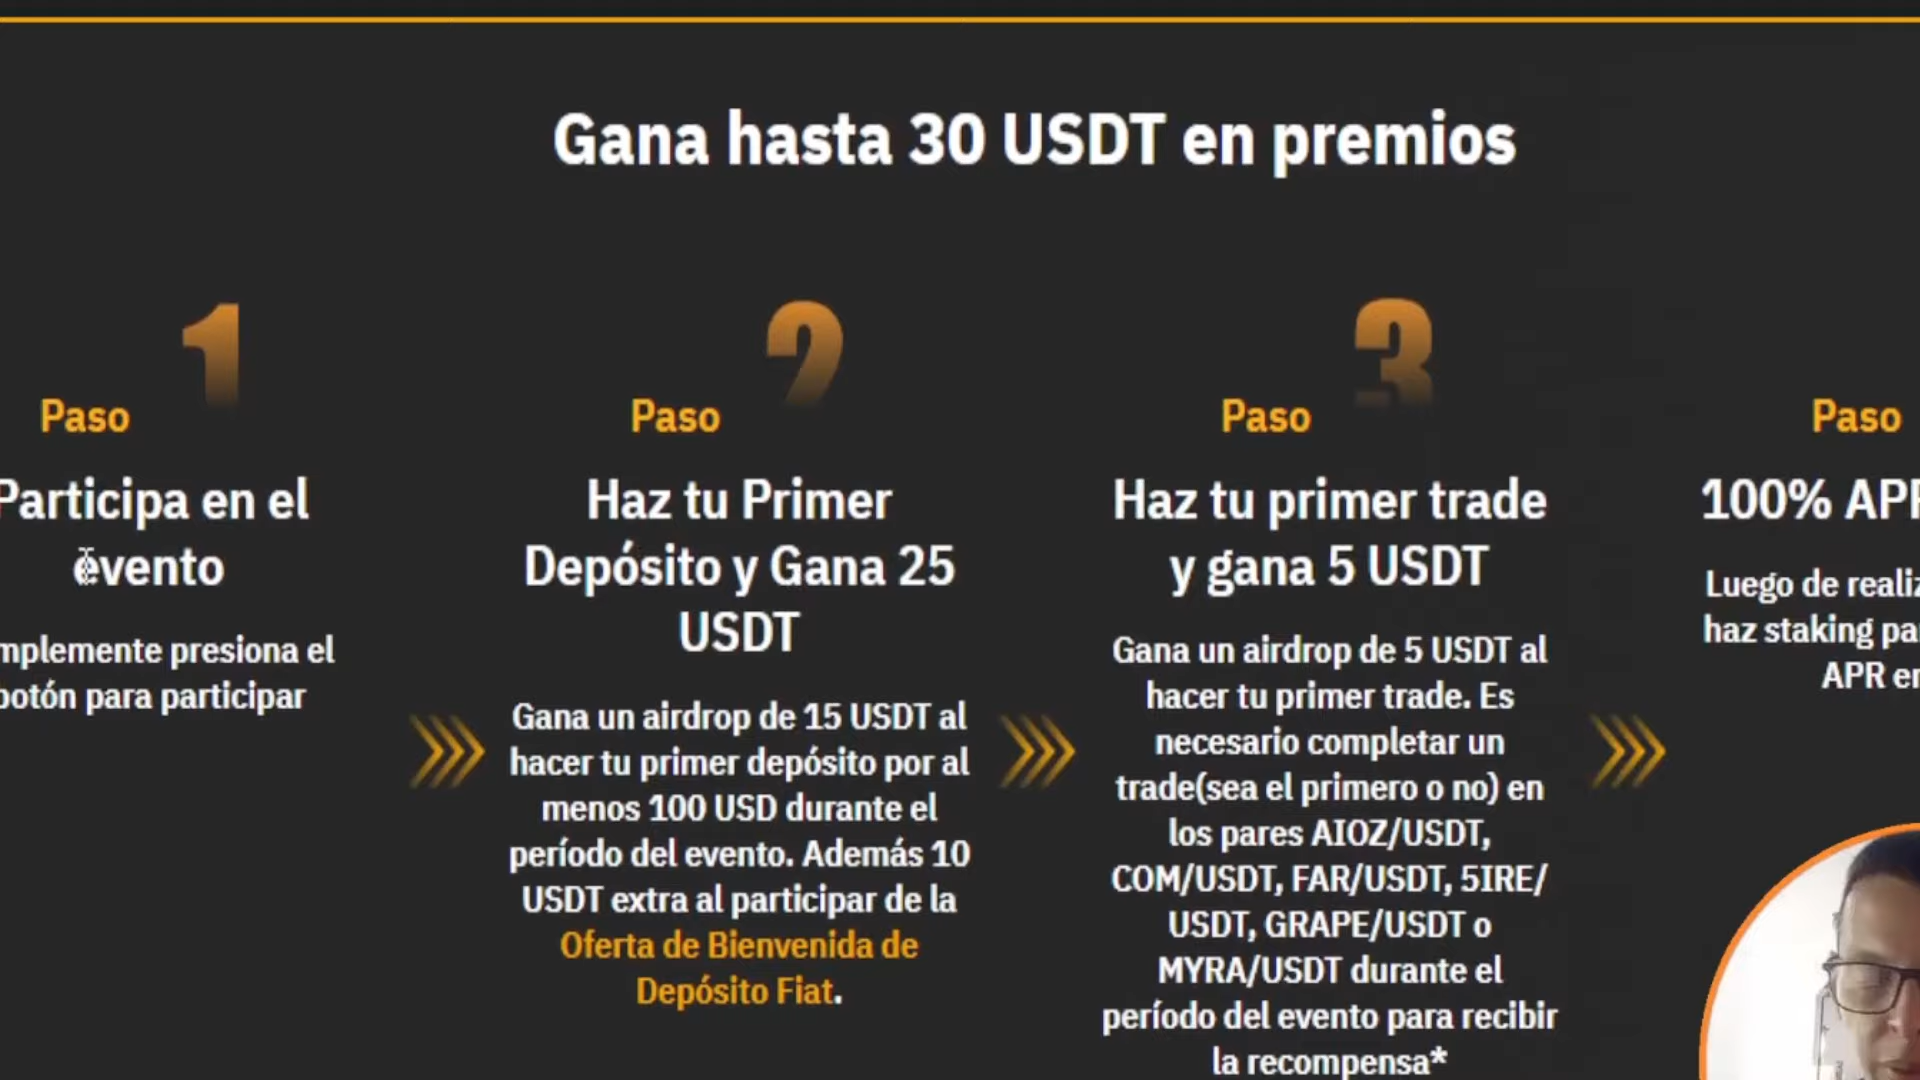 Gana hasta 30 USDT en premios
1
Paso
Participa en el
evento
mplemente presiona el
botón para participar
2
Paso
Haz tu Primer
Depósito y Gana 25
USDT
Gana un airdrop de 15 USDT al
hacer tu primer depósito por al
menos 100 USD durante el
período del evento. Además 10
USDT extra al participar de la
Oferta de Bienvenida de
Depósito Fiat.
3
Paso
Haz tu primer trade
y gana 5 USDT
Gana un airdrop de 5 USDT al
hacer tu primer trade. Es
necesario completar un
trade(sea el primero o no) en
los pares AIOZ/USDT,
COM/USDT, FAR/USDT, 5IRE/
USDT, GRAPE/USDT o
MYRA/USDT durante el
período del evento para recibir
la recompensa*
Paso
100% APR
Luego de realiz
haz staking pa
APR en